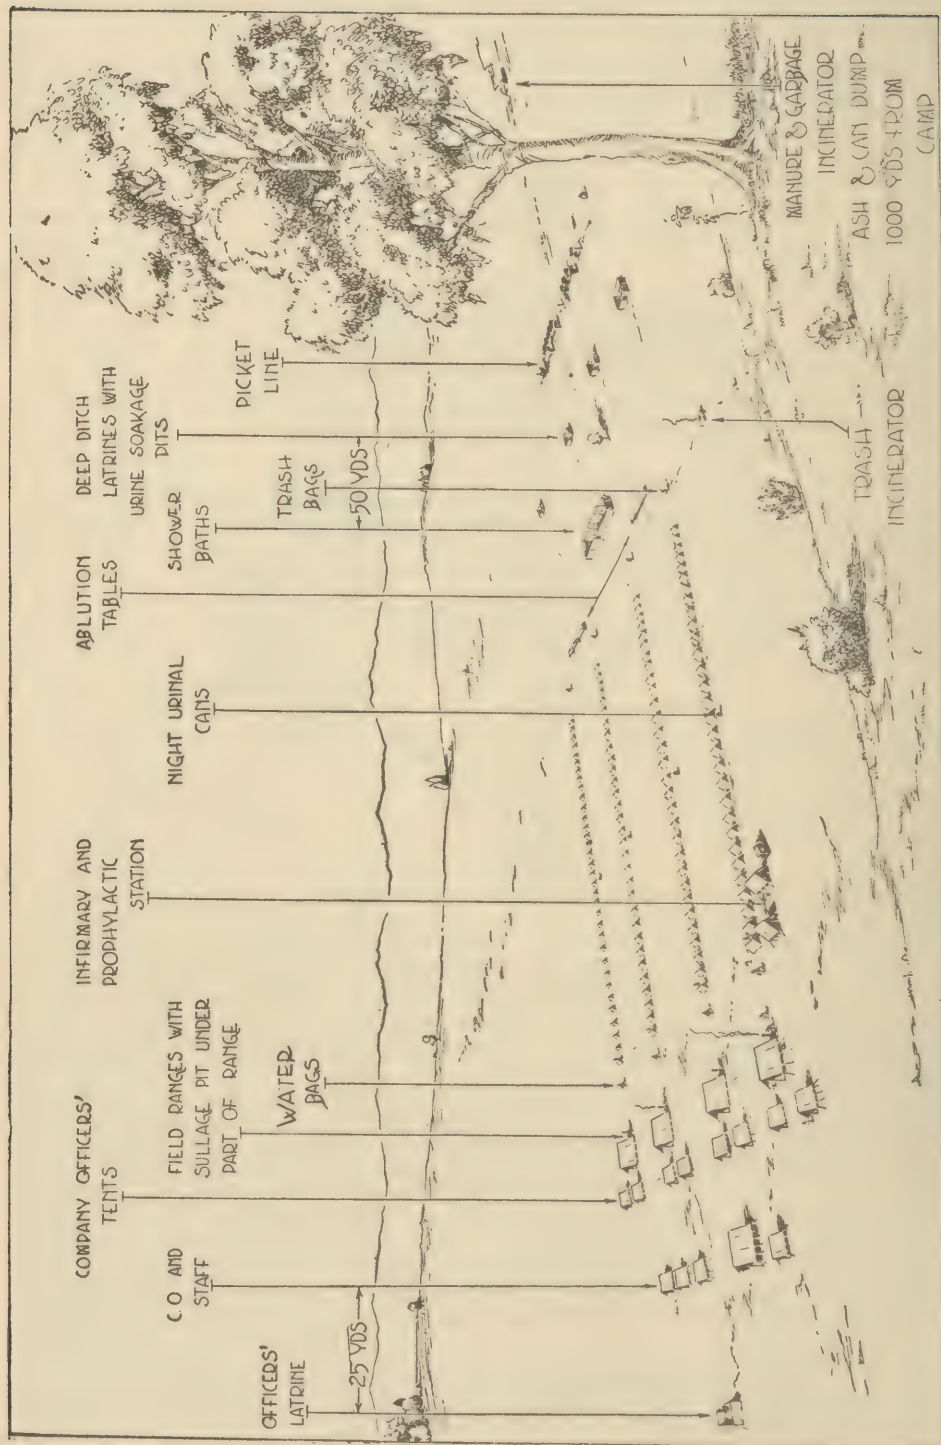 OFFICERS'
LATRINE
25 YDS
C.O AND
STAFF
COMPANY OFFICERS'
TENTS
FIELD RANGES WITH
SULLAGE PIT UNDER
PART OF RANGE
WATER
BAGS
INFIRMARY AND
PROPHYLACTIC
STATION
NIGHT URINAL
CANS
ABLUTION
TABLES
SHOWER
BATHS
TRASH
BAGS
50 YDS
DEEP DITCH
LATRINES WITH
URINE SOAKAGE
PITS
PICKET
LINE
TRASH
INCINERATOR
MANURE & GARBAGE
INCINERATOR
ASH & CAN DUMP
1000 YDS FROM
CAMP